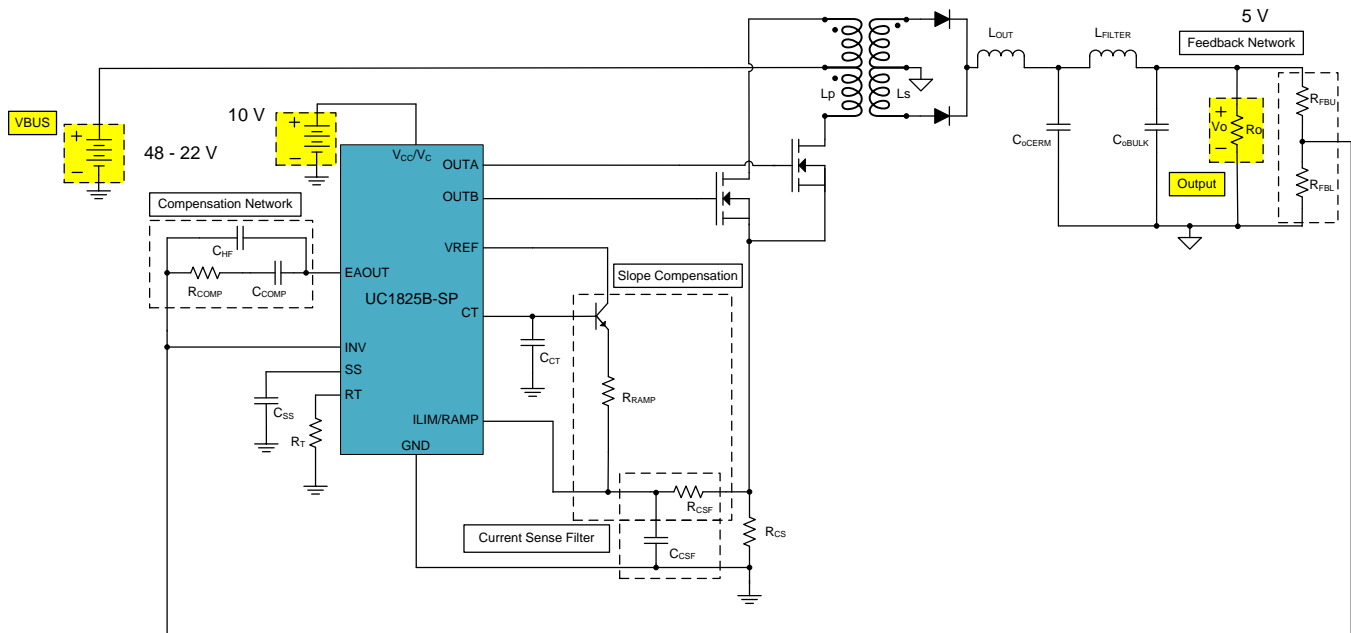 5 V
LOUT
LFILTER
Feedback Network
Lp
Ls
RFBU
VBUS
+
−
48 - 22 V
10 V
+
−
VCC/VC
OUTA
OUTB
CoCERM
CoBULK
+
Vo
−
Ro
Output
RFBL
Compensation Network
CHF
RCOMP
CCOMP
EAOUT
VREF
Slope Compensation
UC1825B-SP
CT
CCT
INV
SS
RT
CSS
RT
RRAMP
ILIM/RAMP
GND
RCSF
Current Sense Filter
CCSF
RCS